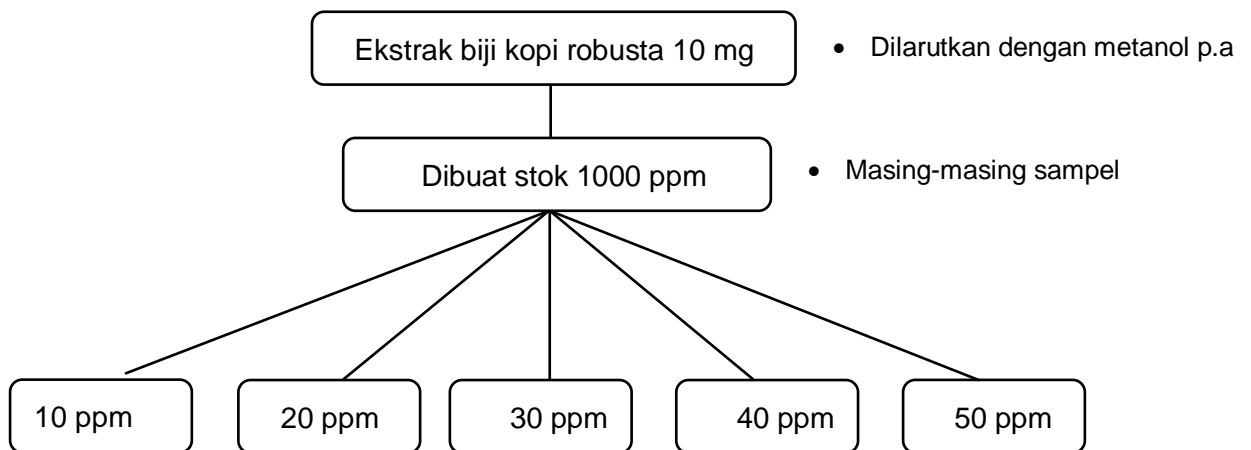 Ekstrak biji kopi robusta 10 mg
• Dilarutkan dengan metanol p.a
Dibuat stok 1000 ppm
• Masing-masing sampel
10 ppm
20 ppm
30 ppm
40 ppm
50 ppm